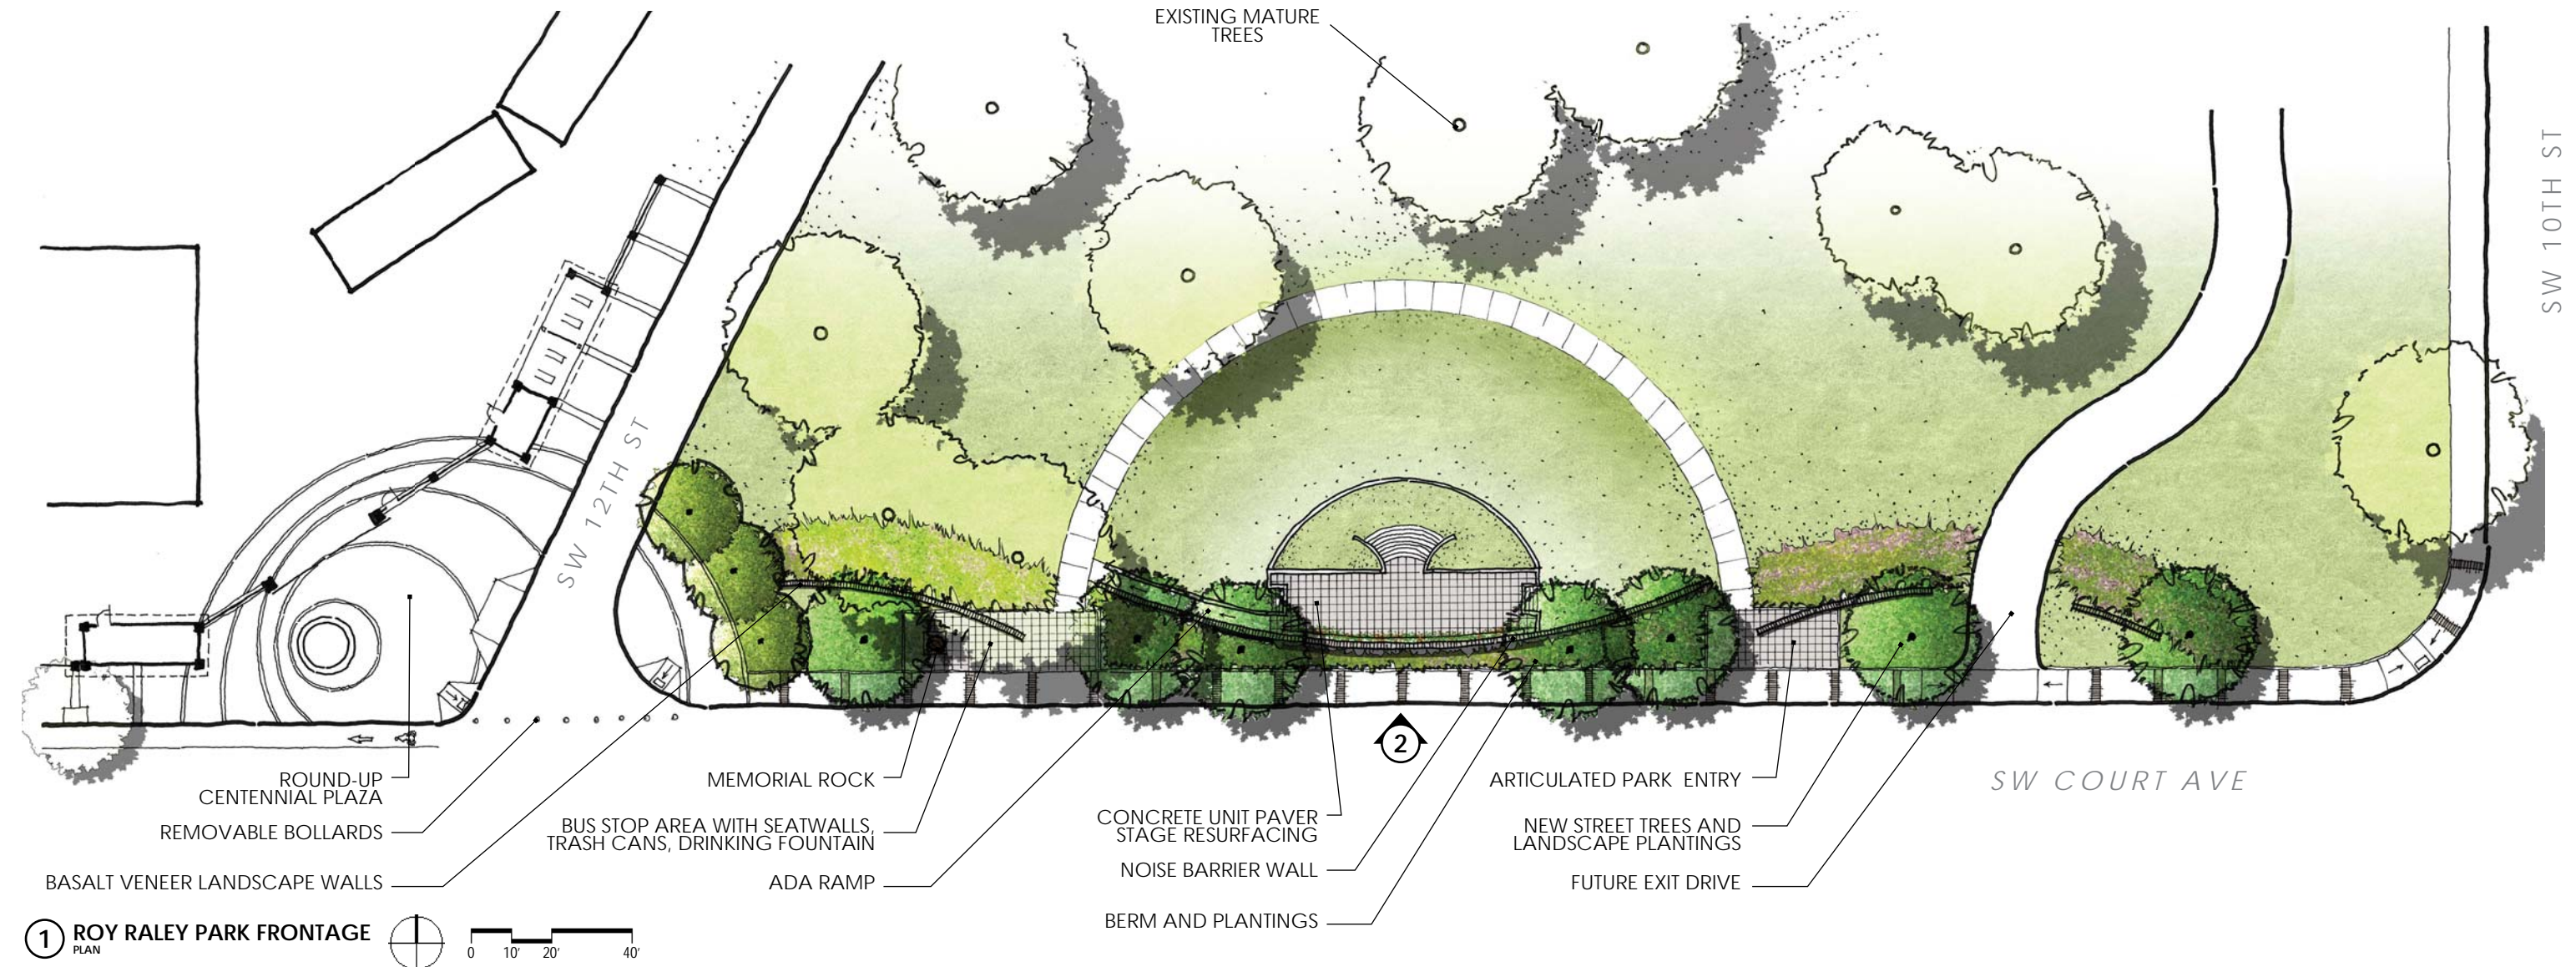 EXISTING MATURE
TREES
SW 10TH ST
SW 12TH ST
2
SW COURT AVE
ROUND-UP
CENTENNIAL PLAZA
REMOVABLE BOLLARDS
BASALT VENEER LANDSCAPE WALLS
MEMORIAL ROCK
BUS STOP AREA WITH SEATWALLS,
TRASH CANS, DRINKING FOUNTAIN
ADA RAMP
CONCRETE UNIT PAVER
STAGE RESURFACING
NOISE BARRIER WALL
BERM AND PLANTINGS
ARTICULATED PARK ENTRY
NEW STREET TREES AND
LANDSCAPE PLANTINGS
FUTURE EXIT DRIVE
1 ROY RALEY PARK FRONTAGE
PLAN
0 10' 20' 40'